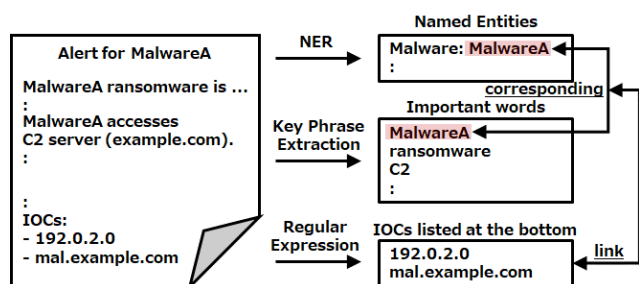 Alert for MalwareA
MalwareA ransomware is ...
:
MalwareA accesses
C2 server (example.com).
:
:
IOCs:
- 192.0.2.0
- mal.example.com
NER
Key Phrase
Extraction
Regular
Expression
Named Entities
Malware: MalwareA
:
corresponding
Important words
MalwareA
ransomware
C2
:
IOCs listed at the bottom
192.0.2.0
mal.example.com
link